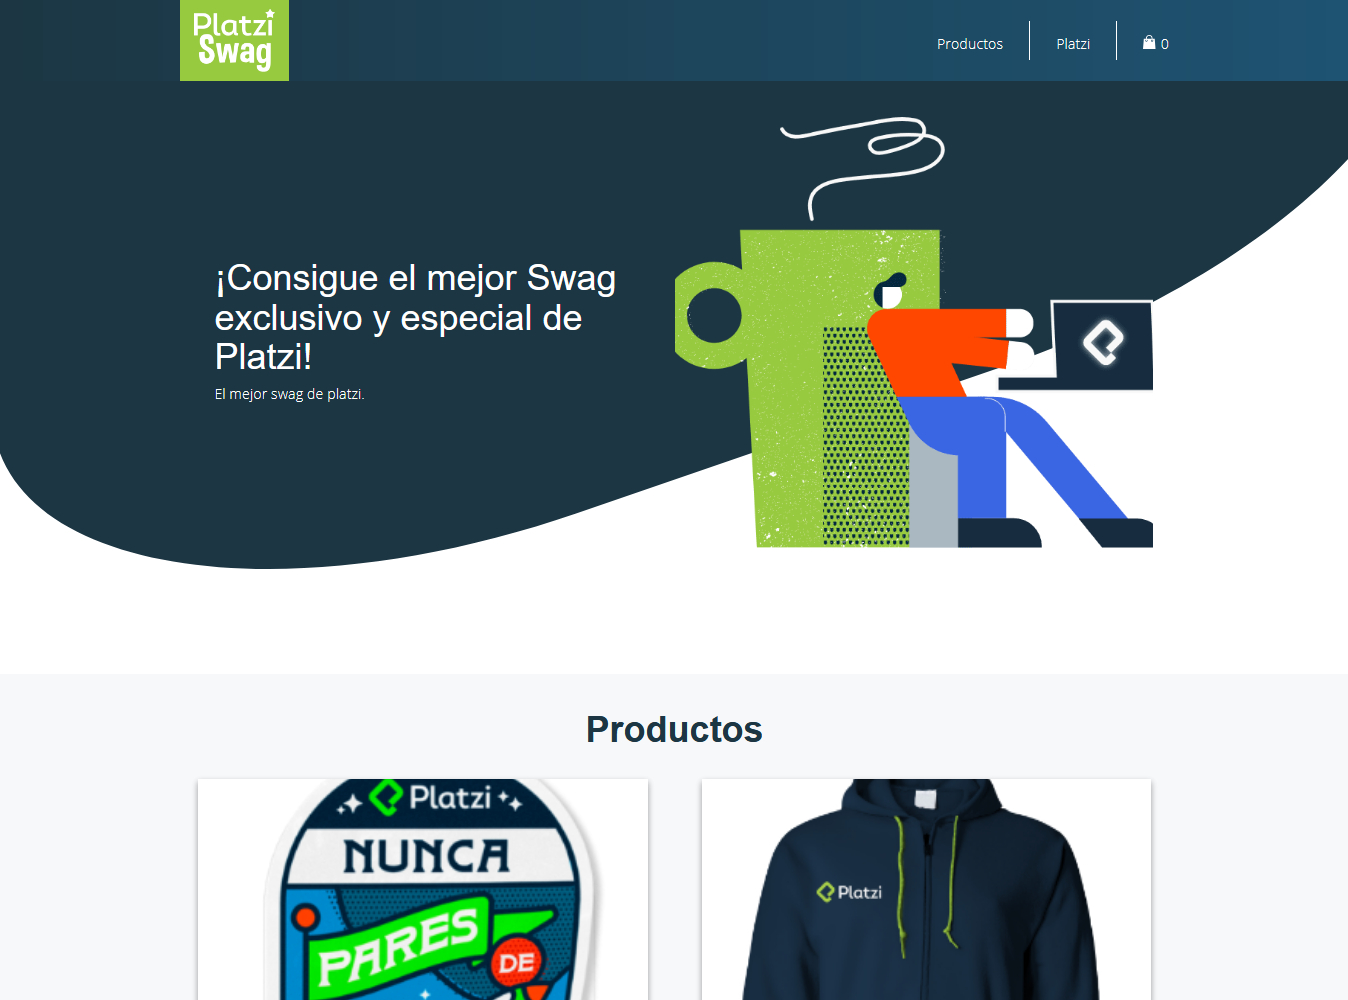 Platzi
Swag
Productos
Platzi
0
¡Consigue el mejor Swag
exclusivo y especial de
Platzi!
El mejor swag de platzi.
Productos
Platzi
NUNCA
PARES
DE
Platzi